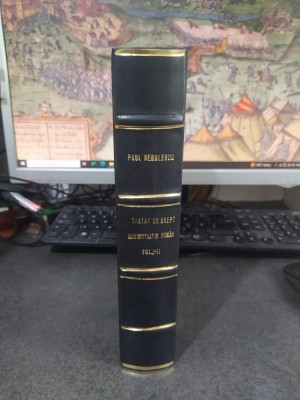 PAUL NEGULESCU
TRATAT DE DREPT
ADMINISTRATIV ROMÂN
VOL.I-II